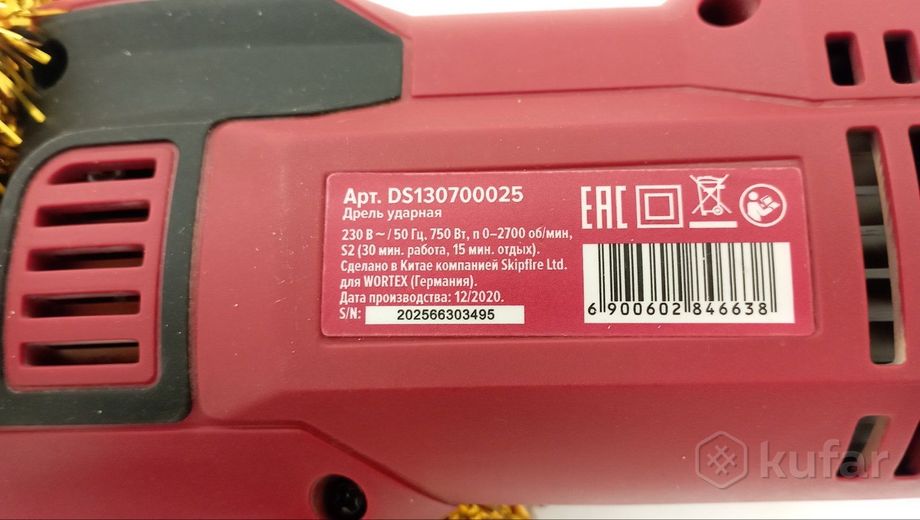 Арт. DS130700025
Дрель ударная
230 В ~ / 50 Гц, 750 Вт, n 0–2700 об/мин,
S2 (30 мин. работа, 15 мин. отдых).
Сделано в Китае компанией Skipfire Ltd.
для WORTEX (Германия).
Дата производства: 12/2020.
S/N: 202566303495
EAC
6 900602 846638
kufar